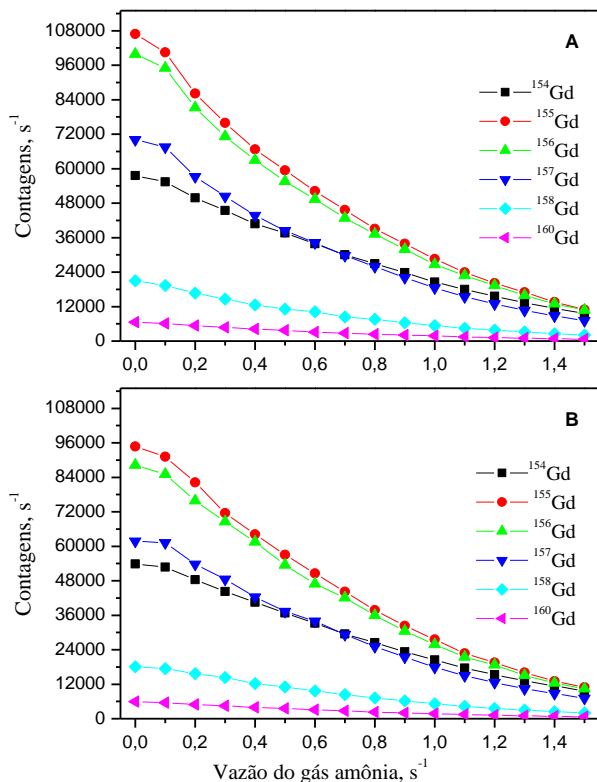 108000
96000
84000
72000
60000
48000
36000
24000
12000
0
Contagens, s⁻¹
A
¹⁵⁴Gd
¹⁵⁵Gd
¹⁵⁶Gd
¹⁵⁷Gd
¹⁵⁸Gd
¹⁶⁰Gd
0,0 0,2 0,4 0,6 0,8 1,0 1,2 1,4
108000
96000
84000
72000
60000
48000
36000
24000
12000
0
Contagens, s⁻¹
B
¹⁵⁴Gd
¹⁵⁵Gd
¹⁵⁶Gd
¹⁵⁷Gd
¹⁵⁸Gd
¹⁶⁰Gd
0,0 0,2 0,4 0,6 0,8 1,0 1,2 1,4
Vazão do gás amônia, s⁻¹